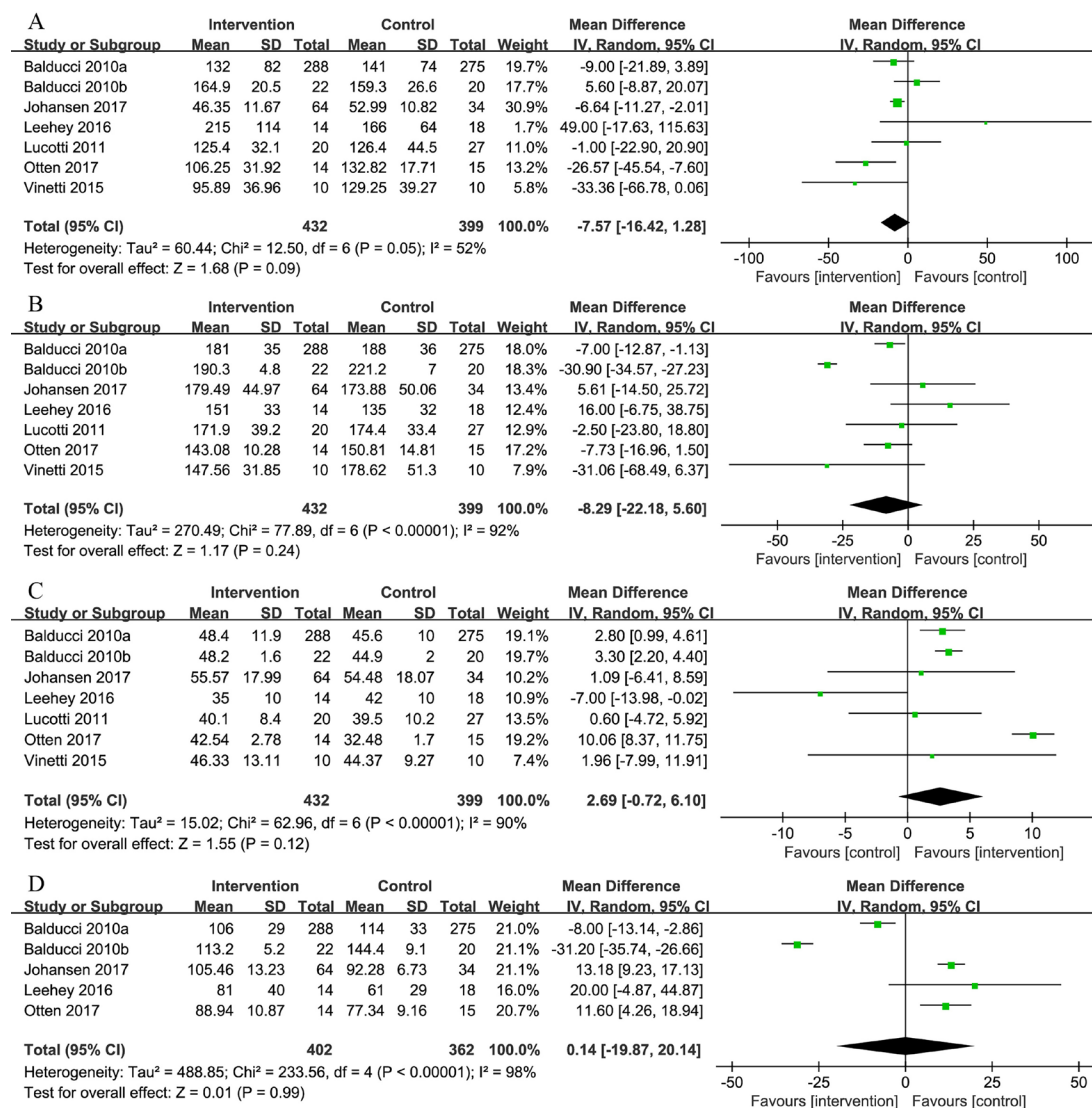 A
Intervention Control Mean Difference Mean Difference
Study or Subgroup Mean SD Total Mean SD Total Weight IV, Random, 95% CI IV, Random, 95% CI
Balducci 2010a 132 82 288 141 74 275 19.7% -9.00 [-21.89, 3.89]
Balducci 2010b 164.9 20.5 22 159.3 26.6 20 17.7% 5.60 [-8.87, 20.07]
Johansen 2017 46.35 11.67 64 52.99 10.82 34 30.9% -6.64 [-11.27, -2.01]
Leehey 2016 215 114 14 166 64 18 1.7% 49.00 [-17.63, 115.63]
Lucotti 2011 125.4 32.1 20 126.4 44.5 27 11.0% -1.00 [-22.90, 20.90]
Otten 2017 106.25 31.92 14 132.82 17.71 15 13.2% -26.57 [-45.54, -7.60]
Vinetti 2015 95.89 36.96 10 129.25 39.27 10 5.8% -33.36 [-66.78, 0.06]
Total (95% CI) 432 399 100.0% -7.57 [-16.42, 1.28]
Heterogeneity: Tau² = 60.44; Chi² = 12.50, df = 6 (P = 0.05); I² = 52%
Test for overall effect: Z = 1.68 (P = 0.09)
-100 -50 0 50 100
Favours [intervention] Favours [control]
B
Intervention Control Mean Difference Mean Difference
Study or Subgroup Mean SD Total Mean SD Total Weight IV, Random, 95% CI IV, Random, 95% CI
Balducci 2010a 181 35 288 188 36 275 18.0% -7.00 [-12.87, -1.13]
Balducci 2010b 190.3 4.8 22 221.2 7 20 18.3% -30.90 [-34.57, -27.23]
Johansen 2017 179.49 44.97 64 173.88 50.06 34 13.4% 5.61 [-14.50, 25.72]
Leehey 2016 151 33 14 135 32 18 12.4% 16.00 [-6.75, 38.75]
Lucotti 2011 171.9 39.2 20 174.4 33.4 27 12.9% -2.50 [-23.80, 18.80]
Otten 2017 143.08 10.28 14 150.81 14.81 15 17.2% -7.73 [-16.96, 1.50]
Vinetti 2015 147.56 31.85 10 178.62 51.3 10 7.9% -31.06 [-68.49, 6.37]
Total (95% CI) 432 399 100.0% -8.29 [-22.18, 5.60]
Heterogeneity: Tau² = 270.49; Chi² = 77.89, df = 6 (P < 0.00001); I² = 92%
Test for overall effect: Z = 1.17 (P = 0.24)
-50 -25 0 25 50
Favours [intervention] Favours [control]
C
Intervention Control Mean Difference Mean Difference
Study or Subgroup Mean SD Total Mean SD Total Weight IV, Random, 95% CI IV, Random, 95% CI
Balducci 2010a 48.4 11.9 288 45.6 10 275 19.1% 2.80 [0.99, 4.61]
Balducci 2010b 48.2 1.6 22 44.9 2 20 19.7% 3.30 [2.20, 4.40]
Johansen 2017 55.57 17.99 64 54.48 18.07 34 10.2% 1.09 [-6.41, 8.59]
Leehey 2016 35 10 14 42 10 18 10.9% -7.00 [-13.98, -0.02]
Lucotti 2011 40.1 8.4 20 39.5 10.2 27 13.5% 0.60 [-4.72, 5.92]
Otten 2017 42.54 2.78 14 32.48 1.7 15 19.2% 10.06 [8.37, 11.75]
Vinetti 2015 46.33 13.11 10 44.37 9.27 10 7.4% 1.96 [-7.99, 11.91]
Total (95% CI) 432 399 100.0% 2.69 [-0.72, 6.10]
Heterogeneity: Tau² = 15.02; Chi² = 62.96, df = 6 (P < 0.00001); I² = 90%
Test for overall effect: Z = 1.55 (P = 0.12)
-10 -5 0 5 10
Favours [control] Favours [intervention]
D
Intervention Control Mean Difference Mean Difference
Study or Subgroup Mean SD Total Mean SD Total Weight IV, Random, 95% CI IV, Random, 95% CI
Balducci 2010a 106 29 288 114 33 275 21.0% -8.00 [-13.14, -2.86]
Balducci 2010b 113.2 5.2 22 144.4 9.1 20 21.1% -31.20 [-35.74, -26.66]
Johansen 2017 105.46 13.23 64 92.28 6.73 34 21.1% 13.18 [9.23, 17.13]
Leehey 2016 81 40 14 61 29 18 16.0% 20.00 [-4.87, 44.87]
Otten 2017 88.94 10.87 14 77.34 9.16 15 20.7% 11.60 [4.26, 18.94]
Total (95% CI) 402 362 100.0% 0.14 [-19.87, 20.14]
Heterogeneity: Tau² = 488.85; Chi² = 233.56, df = 4 (P < 0.00001); I² = 98%
Test for overall effect: Z = 0.01 (P = 0.99)
-50 -25 0 25 50
Favours [intervention] Favours [control]